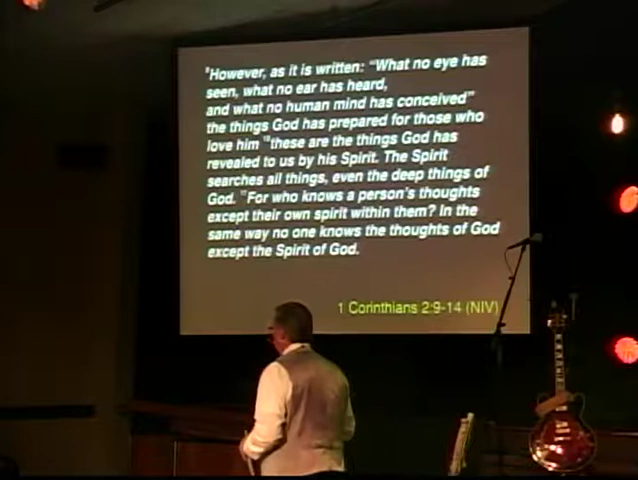 ⁹However, as it is written: "What no eye has
seen, what no ear has heard,
and what no human mind has conceived"
the things God has prepared for those who
love him ¹⁰these are the things God has
revealed to us by his Spirit. The Spirit
searches all things, even the deep things of
God. ¹¹For who knows a person's thoughts
except their own spirit within them? In the
same way no one knows the thoughts of God
except the Spirit of God.
1 Corinthians 2:9-14 (NIV)